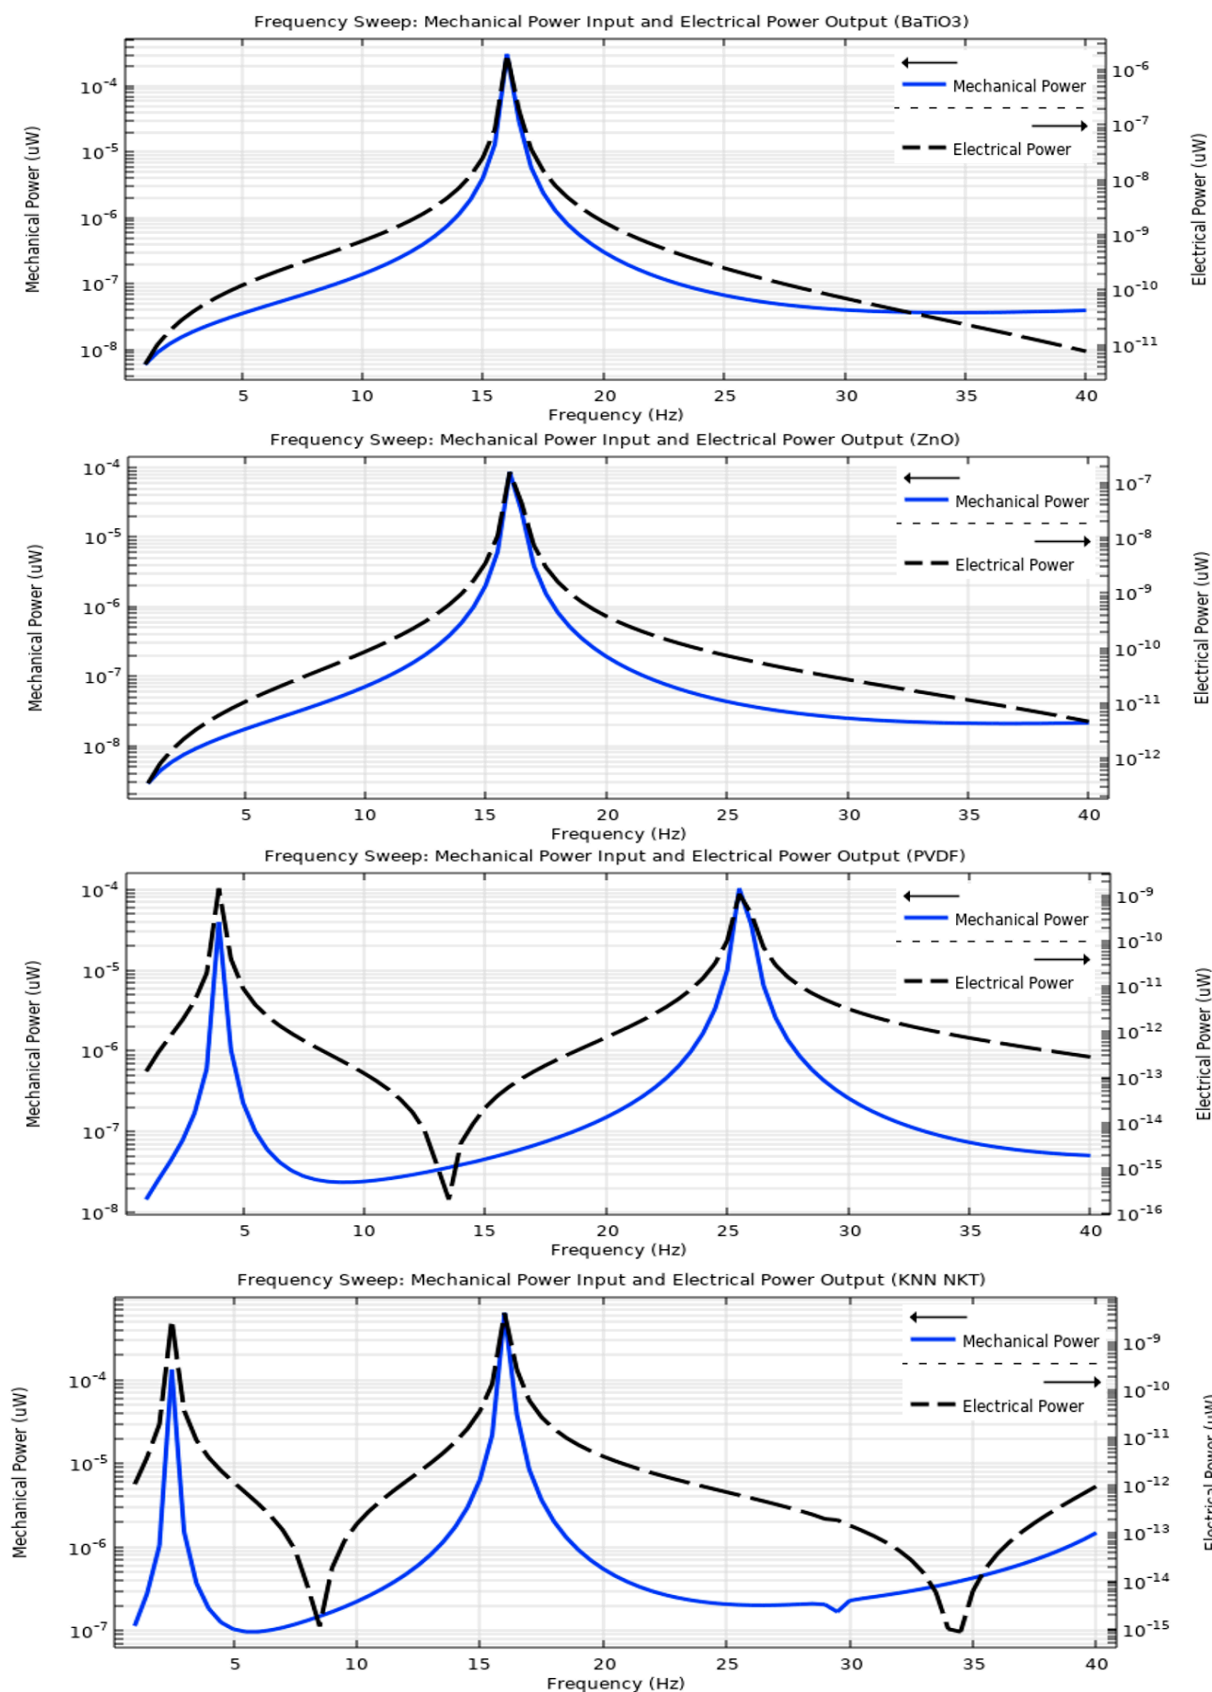 Frequency Sweep: Mechanical Power Input and Electrical Power Output (BaTiO3)
Mechanical Power (uW)
10⁻⁴
10⁻⁵
10⁻⁶
10⁻⁷
10⁻⁸
Mechanical Power
Electrical Power
10⁻⁶
10⁻⁷
10⁻⁸
10⁻⁹
10⁻¹⁰
10⁻¹¹
Electrical Power (uW)
5 10 15 20 25 30 35 40
Frequency (Hz)
Frequency Sweep: Mechanical Power Input and Electrical Power Output (ZnO)
Mechanical Power (uW)
10⁻⁴
10⁻⁵
10⁻⁶
10⁻⁷
10⁻⁸
Mechanical Power
Electrical Power
10⁻⁷
10⁻⁸
10⁻⁹
10⁻¹⁰
10⁻¹¹
10⁻¹²
Electrical Power (uW)
5 10 15 20 25 30 35 40
Frequency (Hz)
Frequency Sweep: Mechanical Power Input and Electrical Power Output (PVDF)
Mechanical Power (uW)
10⁻⁴
10⁻⁵
10⁻⁶
10⁻⁷
10⁻⁸
Mechanical Power
Electrical Power
10⁻⁹
10⁻¹⁰
10⁻¹¹
10⁻¹²
10⁻¹³
10⁻¹⁴
10⁻¹⁵
10⁻¹⁶
Electrical Power (uW)
5 10 15 20 25 30 35 40
Frequency (Hz)
Frequency Sweep: Mechanical Power Input and Electrical Power Output (KNN NKT)
Mechanical Power (uW)
10⁻⁴
10⁻⁵
10⁻⁶
10⁻⁷
Mechanical Power
Electrical Power
10⁻⁹
10⁻¹⁰
10⁻¹¹
10⁻¹²
10⁻¹³
10⁻¹⁴
10⁻¹⁵
Electrical Power (uW)
5 10 15 20 25 30 35 40
Frequency (Hz)